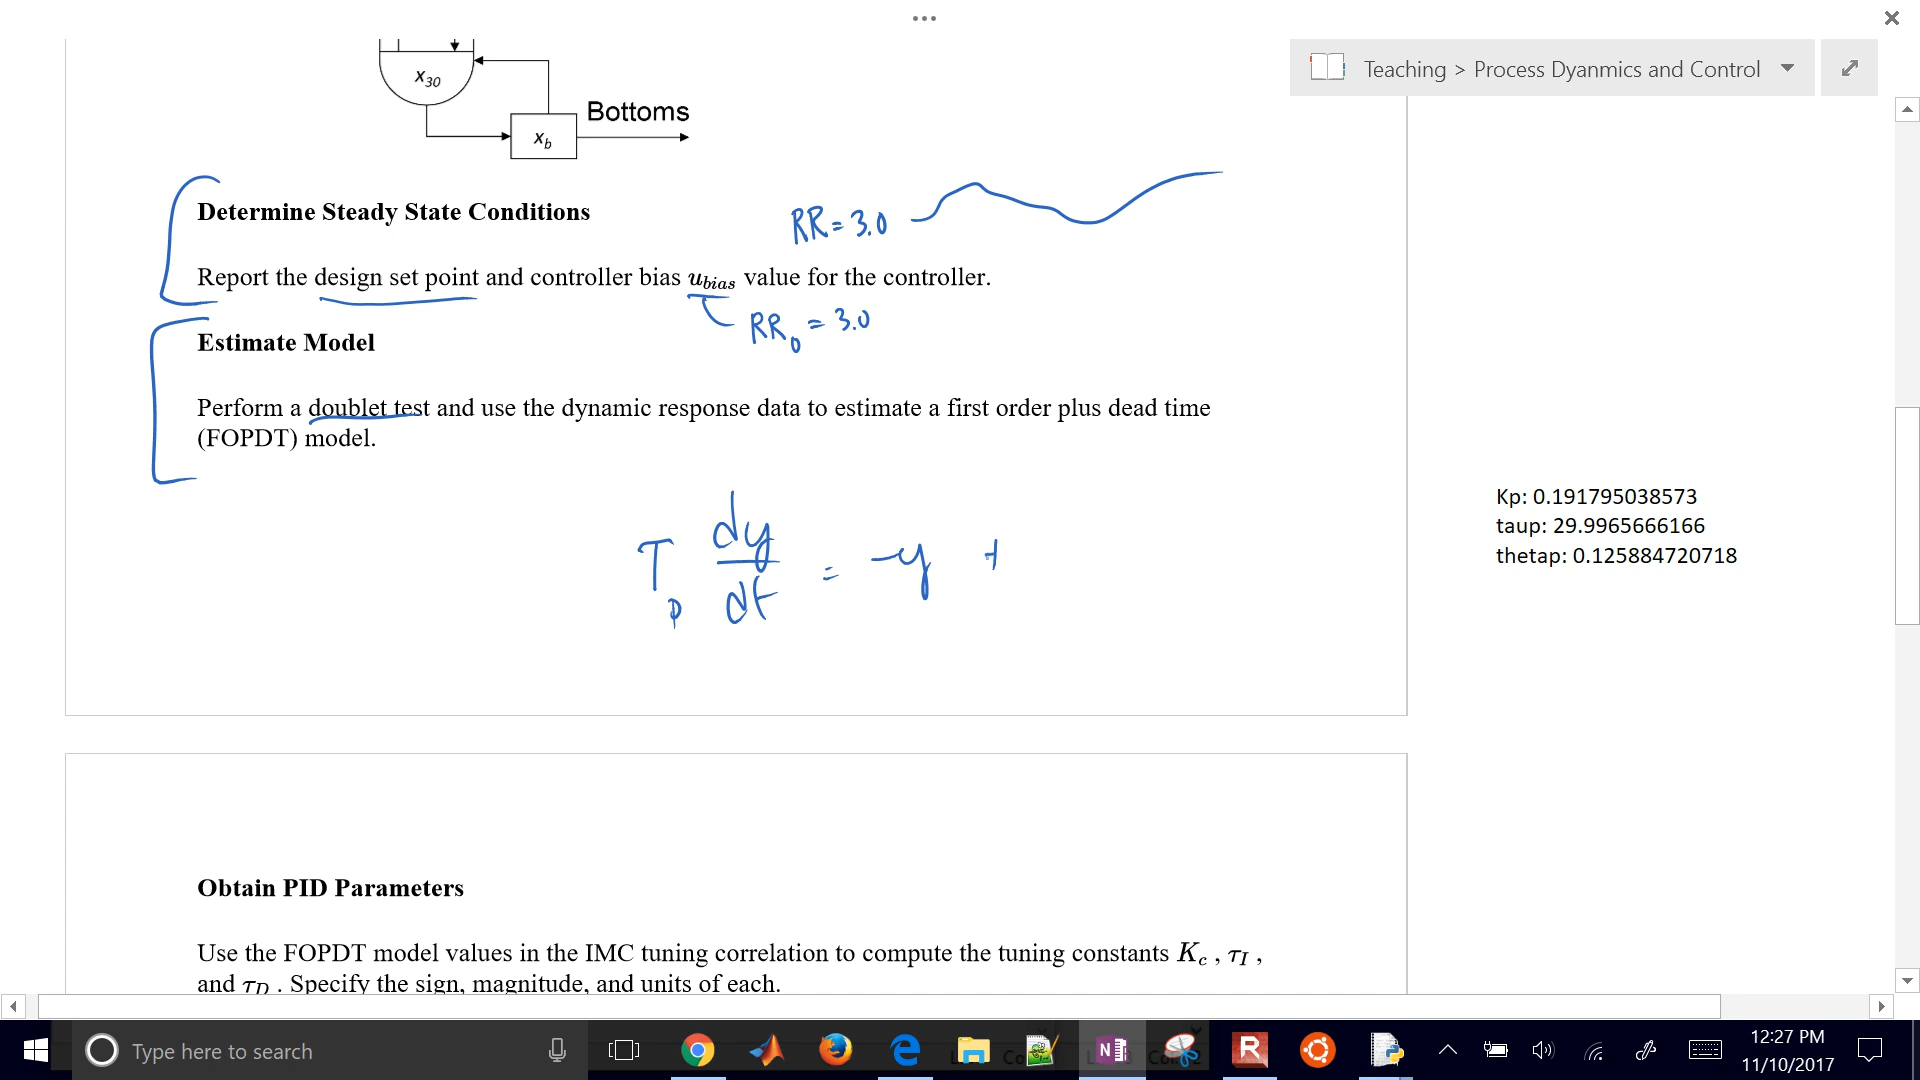 Teaching > Process Dyanmics and Control
x30
Bottoms
xb
Determine Steady State Conditions
RR = 3.0
Report the design set point and controller bias ubias value for the controller.
RR0 = 3.0
Estimate Model
Perform a doublet test and use the dynamic response data to estimate a first order plus dead time
(FOPDT) model.
Kp: 0.191795038573
taup: 29.9965666166
thetap: 0.125884720718
τp dy/dt = -y +
Obtain PID Parameters
Use the FOPDT model values in the IMC tuning correlation to compute the tuning constants Kc , τI ,
and τD . Specify the sign, magnitude, and units of each.
Type here to search
12:27 PM
11/10/2017